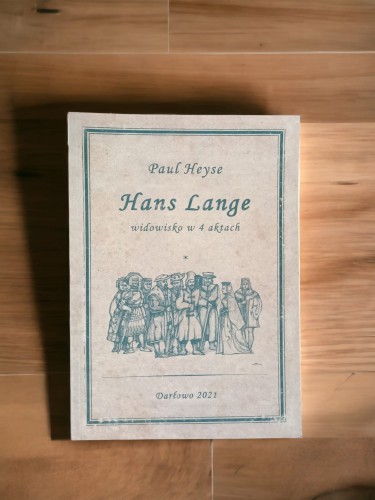 Paul Heyse
Hans Lange
widowisko w 4 aktach
Darłowo 2021